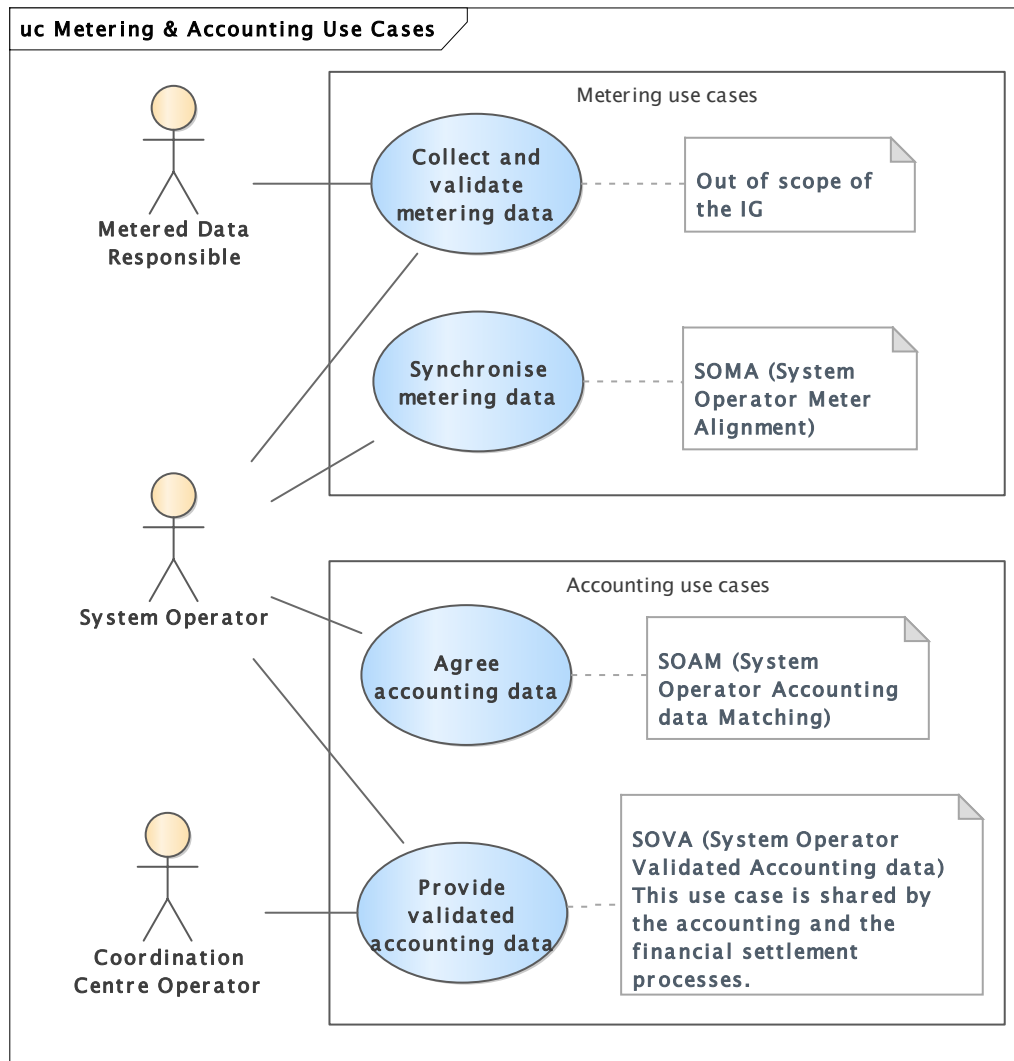 uc Metering & Accounting Use Cases
Metering use cases
Collect and
validate
metering data
Out of scope of
the IG
Metered Data
Responsible
Synchronise
metering data
SOMA (System
Operator Meter
Alignment)
System Operator
Accounting use cases
Agree
accounting data
SOAM (System
Operator Accounting
data Matching)
Provide
validated
accounting data
SOVA (System Operator
Validated Accounting data)
This use case is shared by
the accounting and the
financial settlement
processes.
Coordination
Centre Operator